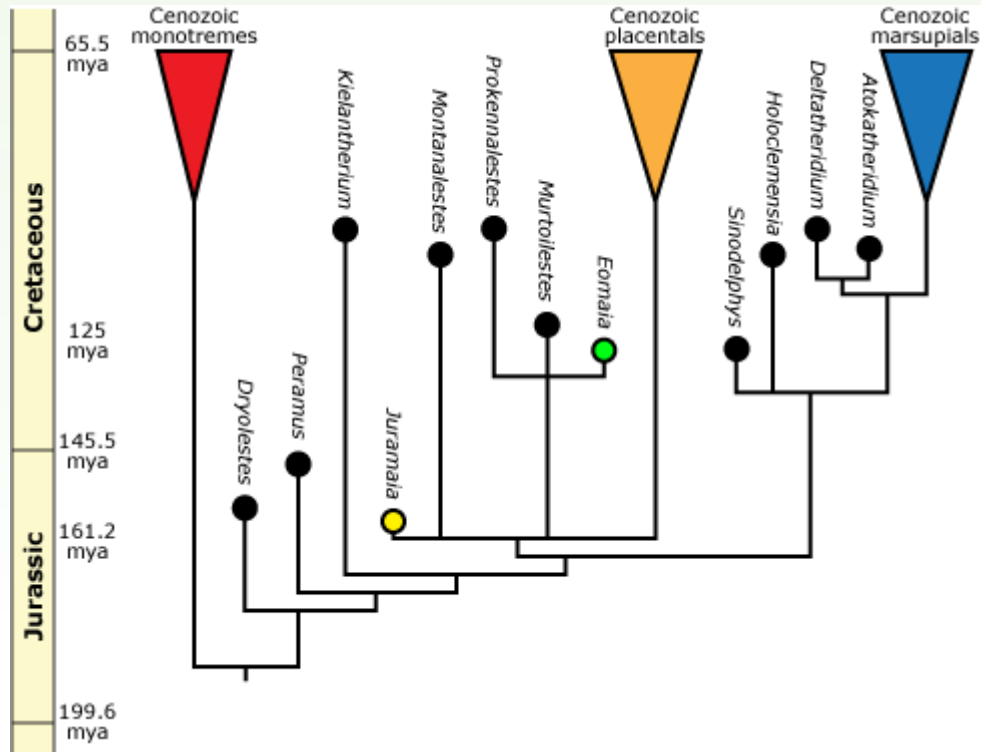 Cenozoic
monotremes
Cenozoic
placentals
Cenozoic
marsupials
65.5
mya
Kielantherium
Montanalestes
Prokennalestes
Murtoilestes
Eomaia
Sinodelphys
Holoclemensia
Deltatheridium
Atokatheridium
Cretaceous
125
mya
Dryolestes
Peramus
Juramaia
145.5
mya
161.2
mya
Jurassic
199.6
mya